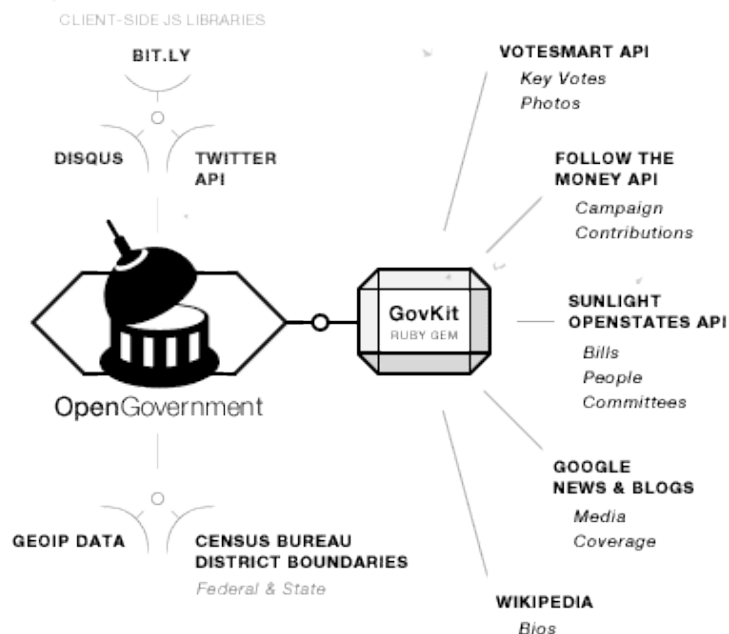 CLIENT-SIDE JS LIBRARIES
BIT.LY
DISQUS
TWITTER
API
OpenGovernment
GEOIP DATA
CENSUS BUREAU
DISTRICT BOUNDARIES
Federal & State
GovKit
RUBY GEM
VOTESMART API
Key Votes
Photos
FOLLOW THE
MONEY API
Campaign
Contributions
SUNLIGHT
OPENSTATES API
Bills
People
Committees
GOOGLE
NEWS & BLOGS
Media
Coverage
WIKIPEDIA
Bios